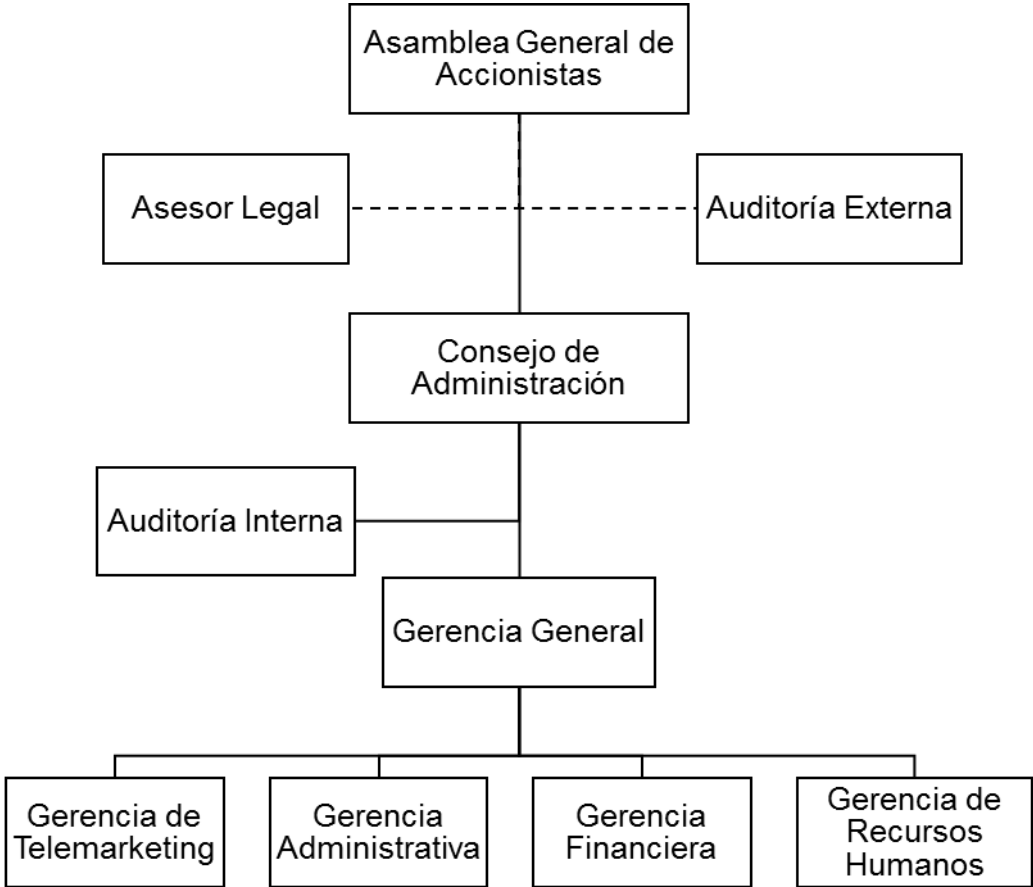 Asamblea General de
Accionistas
Asesor Legal
Auditoría Externa
Consejo de
Administración
Auditoría Interna
Gerencia General
Gerencia de
Telemarketing
Gerencia
Administrativa
Gerencia
Financiera
Gerencia de
Recursos
Humanos